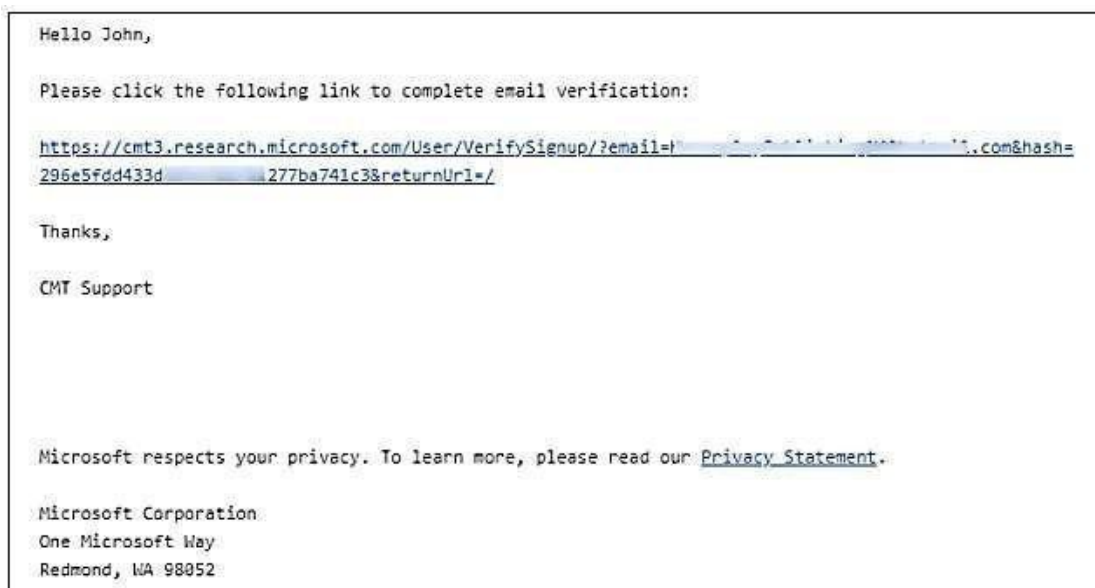 Hello John,
Please click the following link to complete email verification:
https://cmt3.research.microsoft.com/User/VerifySignup/?email= .com&hash=
296e5fdd433d 277ba741c3&returnUrl=/
Thanks,
CMT Support
Microsoft respects your privacy. To learn more, please read our Privacy Statement.
Microsoft Corporation
One Microsoft Way
Redmond, WA 98052